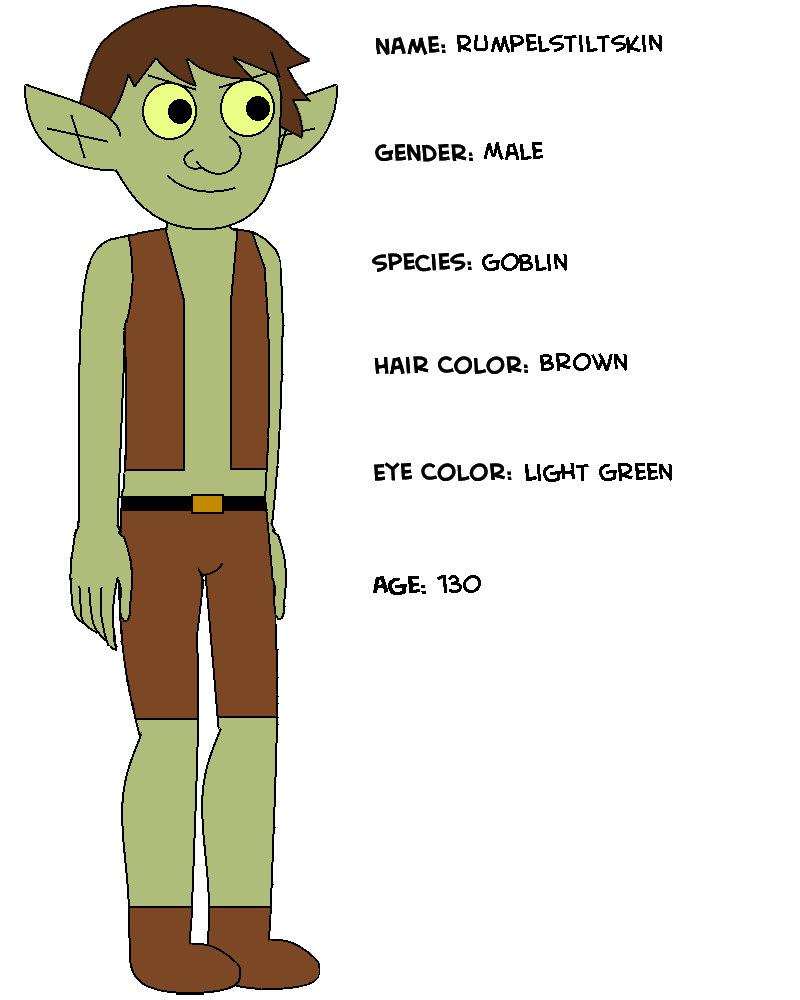 NAME: RUMPELSTILTSKIN
GENDER: MALE
SPECIES: GOBLIN
HAIR COLOR: BROWN
EYE COLOR: LIGHT GREEN
AGE: 130